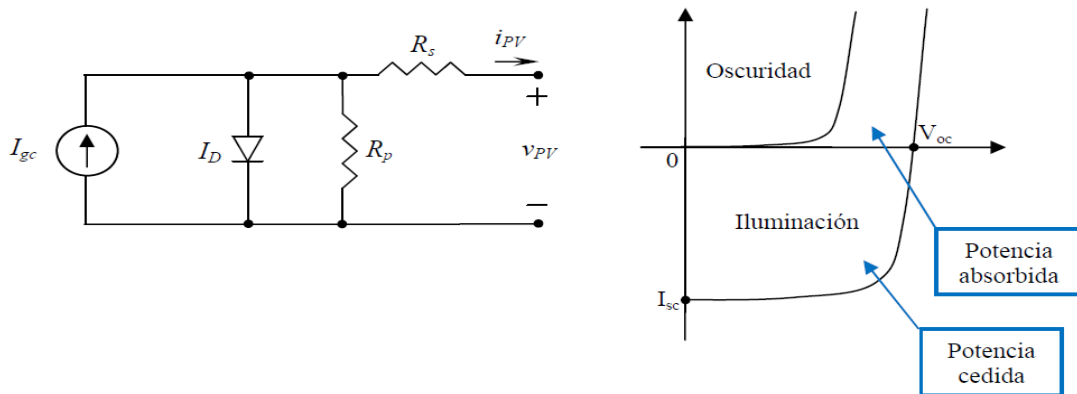 R_s
i_PV
+
I_gc
I_D
R_p
v_PV
−
Oscuridad
V_oc
0
Iluminación
I_sc
Potencia
absorbida
Potencia
cedida